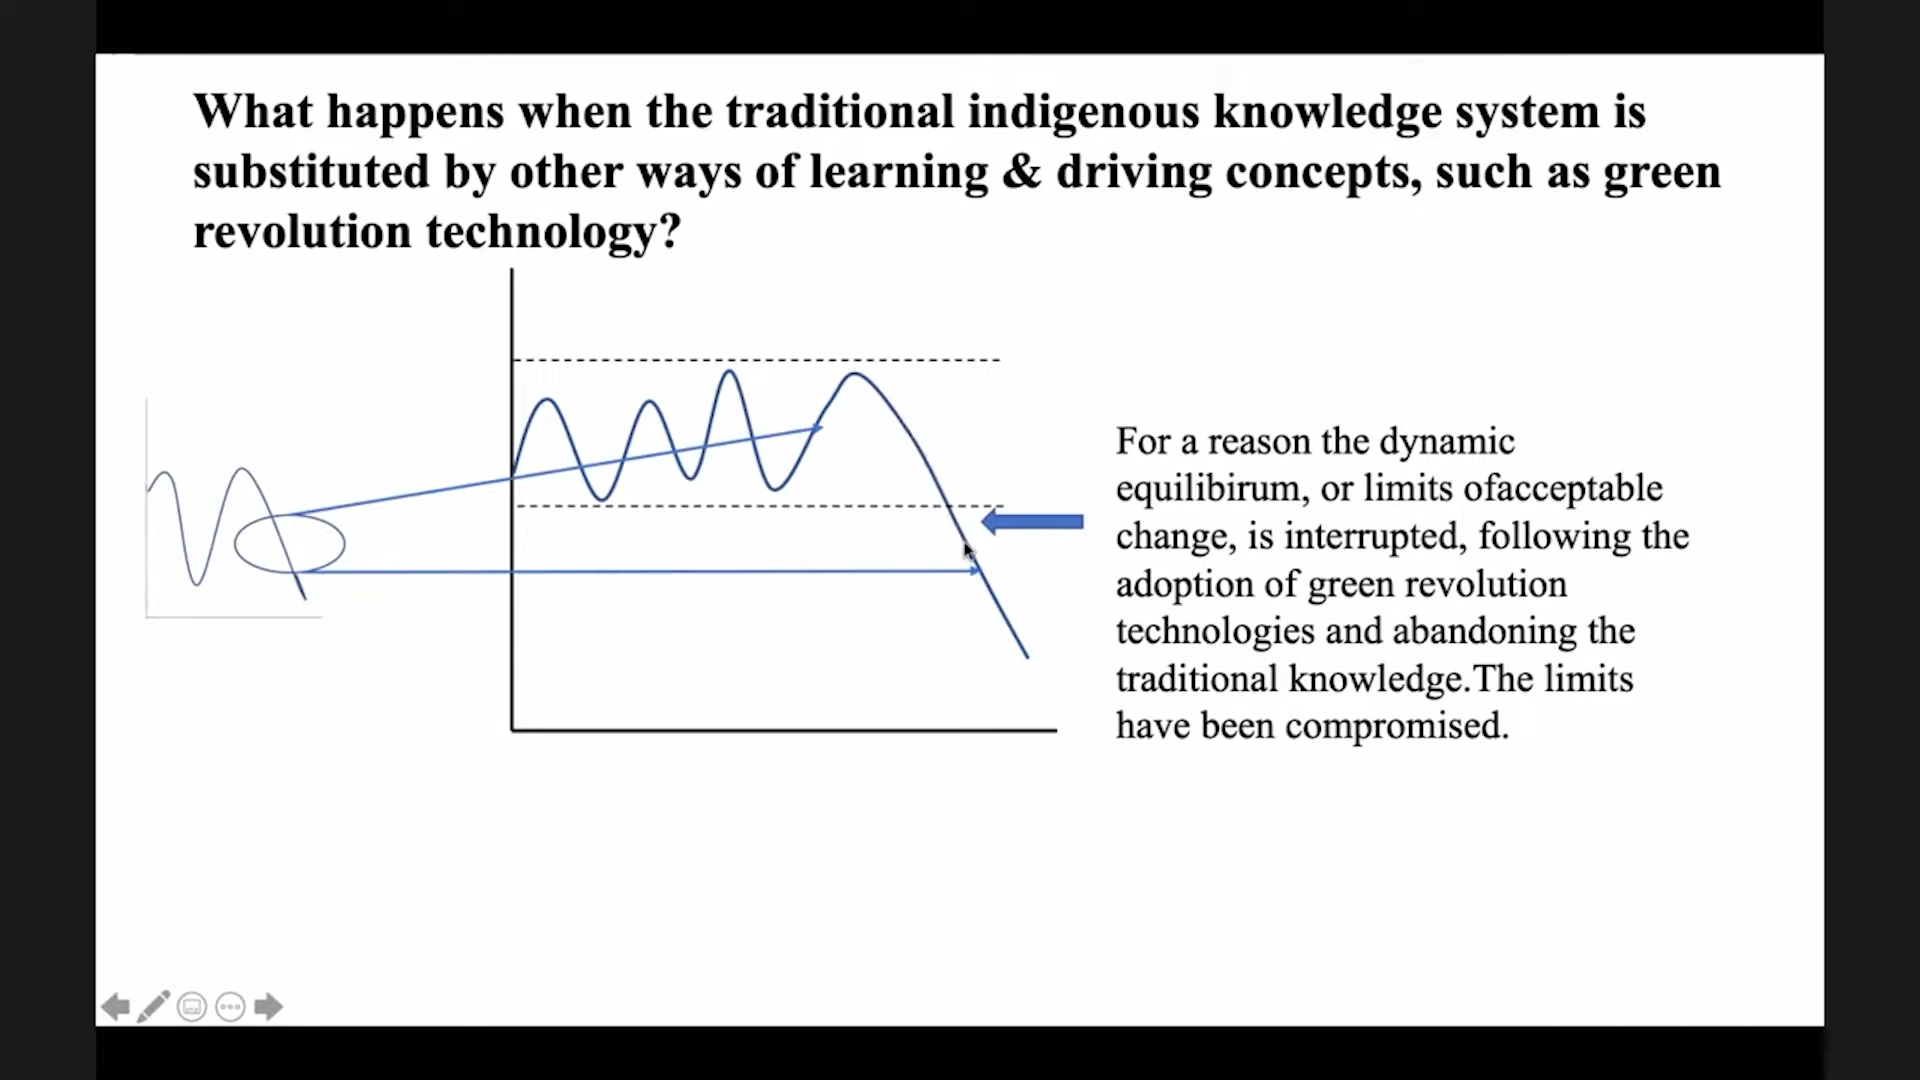 What happens when the traditional indigenous knowledge system is
substituted by other ways of learning & driving concepts, such as green
revolution technology?
For a reason the dynamic
equilibirum, or limits ofacceptable
change, is interrupted, following the
adoption of green revolution
technologies and abandoning the
traditional knowledge.The limits
have been compromised.